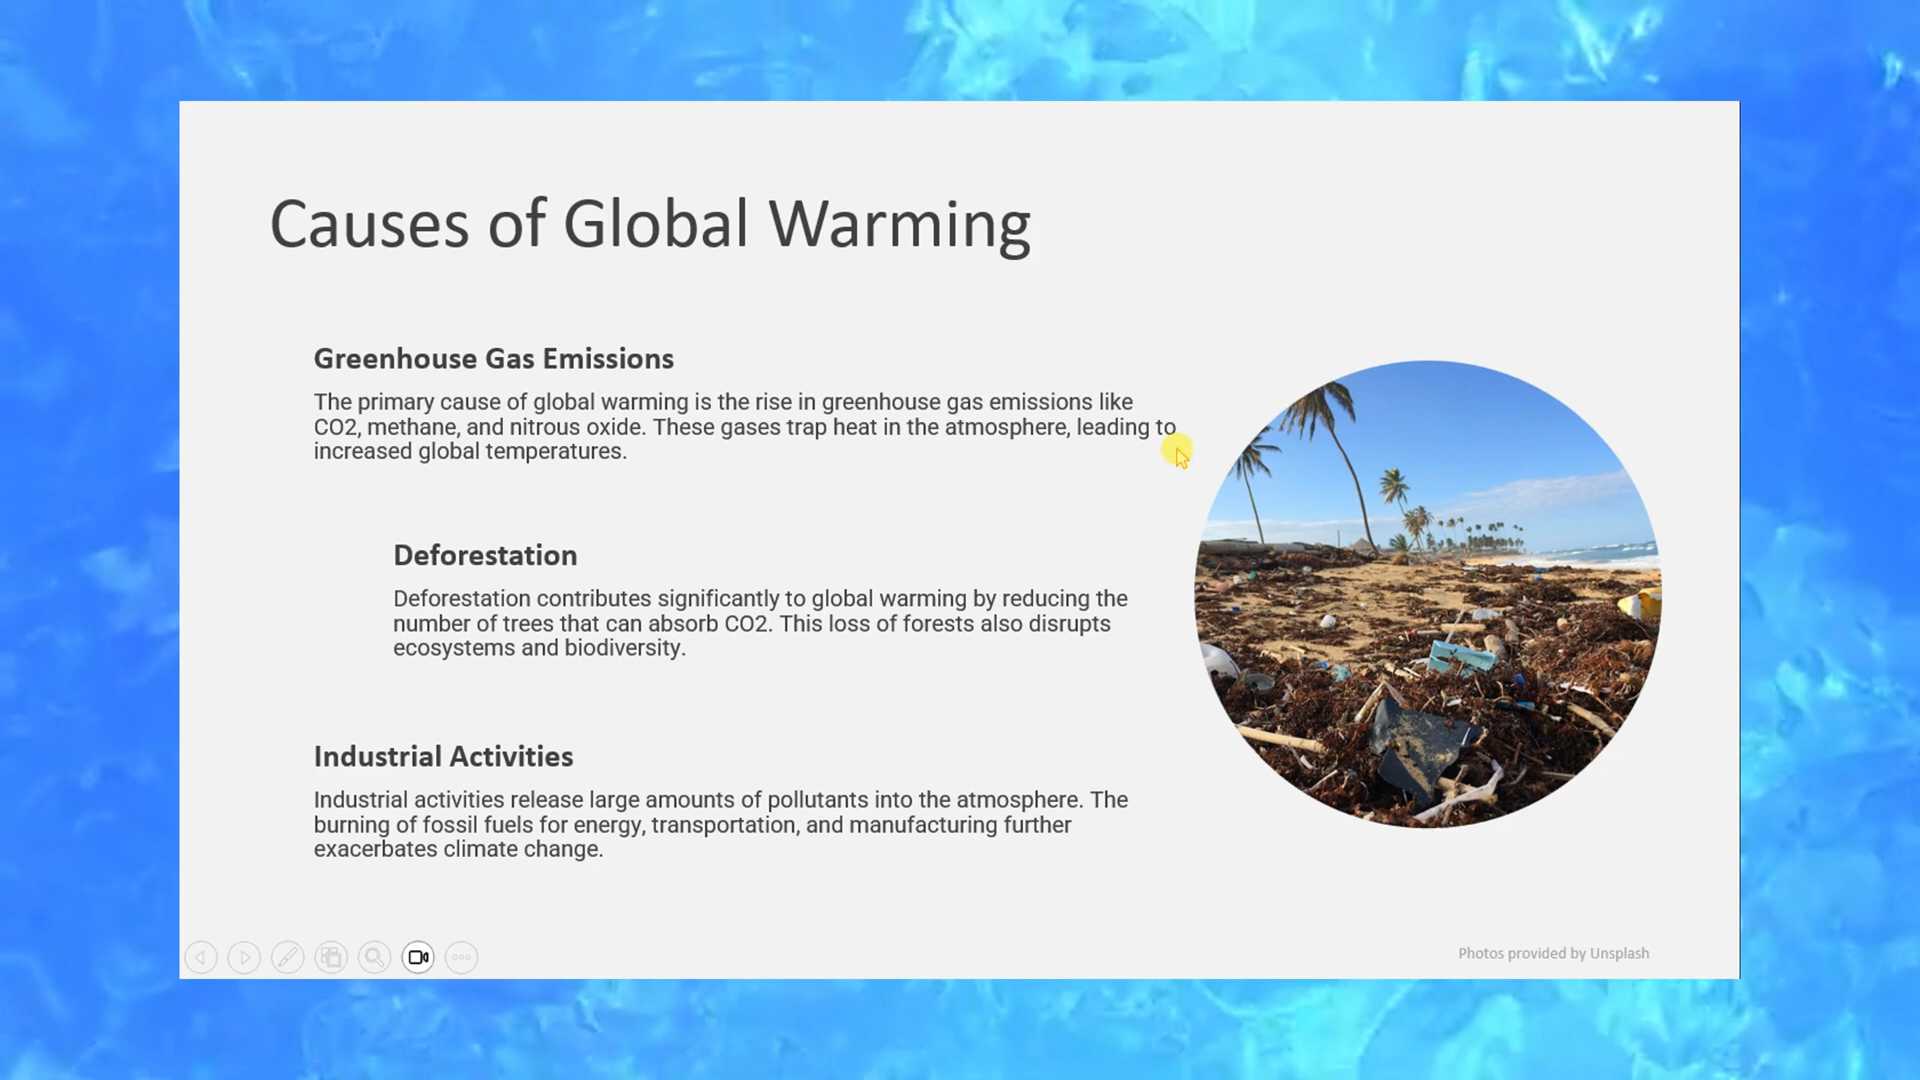 Causes of Global Warming
Greenhouse Gas Emissions
The primary cause of global warming is the rise in greenhouse gas emissions like
CO2, methane, and nitrous oxide. These gases trap heat in the atmosphere, leading to
increased global temperatures.
Deforestation
Deforestation contributes significantly to global warming by reducing the
number of trees that can absorb CO2. This loss of forests also disrupts
ecosystems and biodiversity.
Industrial Activities
Industrial activities release large amounts of pollutants into the atmosphere. The
burning of fossil fuels for energy, transportation, and manufacturing further
exacerbates climate change.
Photos provided by Unsplash